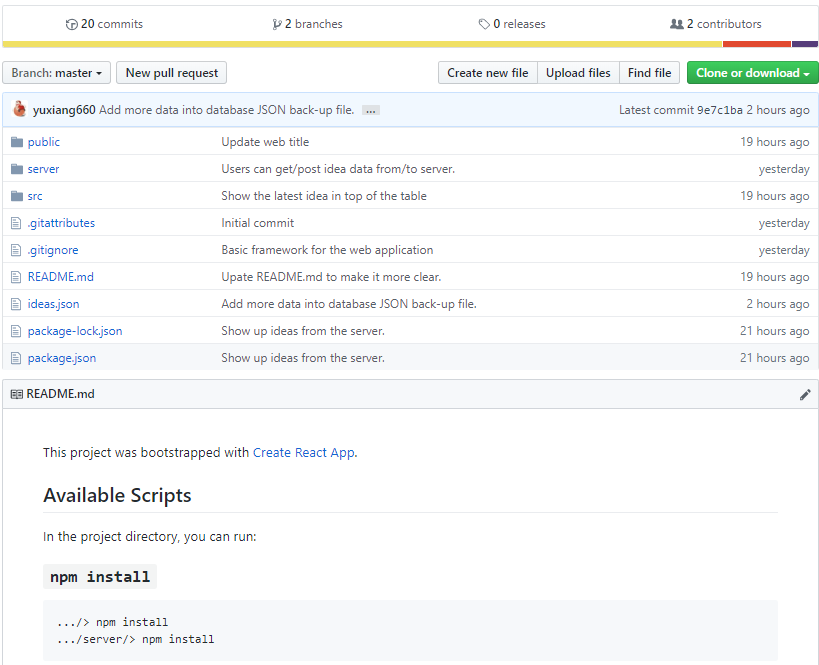 20 commits 2 branches 0 releases 2 contributors
Branch: master New pull request Create new file Upload files Find file Clone or download
yuxiang660 Add more data into database JSON back-up file. ... Latest commit 9e7c1ba 2 hours ago
public Update web title 19 hours ago
server Users can get/post idea data from/to server. yesterday
src Show the latest idea in top of the table 19 hours ago
.gitattributes Initial commit yesterday
.gitignore Basic framework for the web application yesterday
README.md Upate README.md to make it more clear. 19 hours ago
ideas.json Add more data into database JSON back-up file. 2 hours ago
package-lock.json Show up ideas from the server. 21 hours ago
package.json Show up ideas from the server. 21 hours ago
README.md
This project was bootstrapped with Create React App.
Available Scripts
In the project directory, you can run:
npm install
.../> npm install
.../server/> npm install